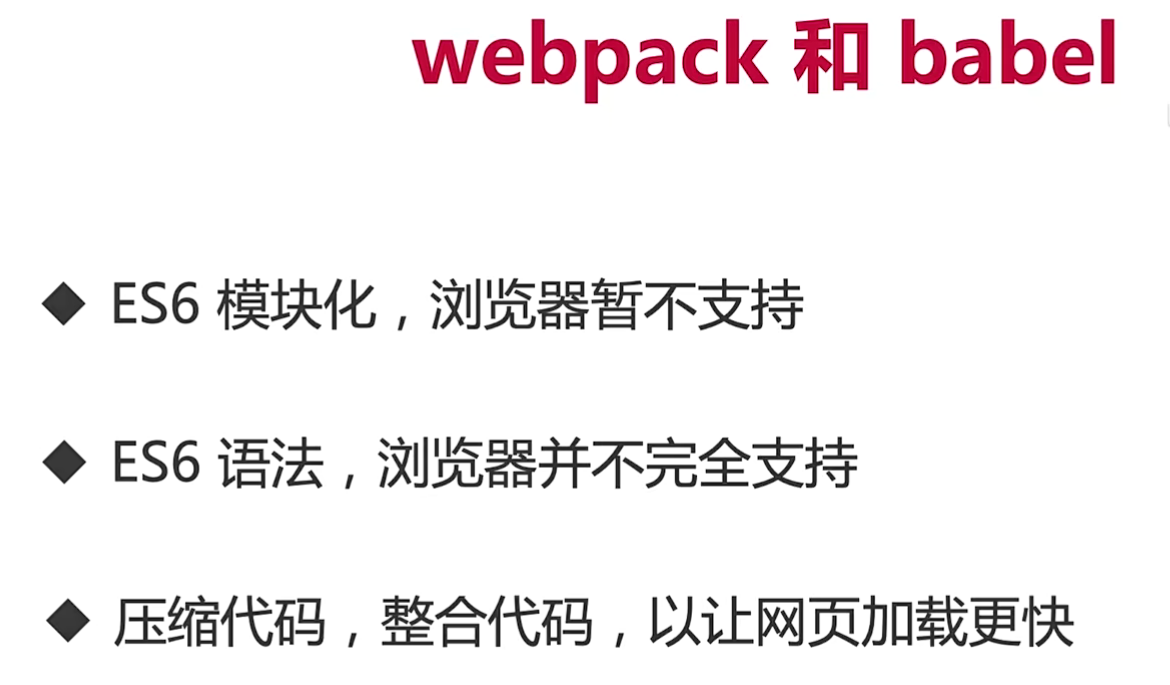 webpack 和 babel
◆ ES6 模块化，浏览器暂不支持
◆ ES6 语法，浏览器并不完全支持
◆ 压缩代码，整合代码，以让网页加载更快